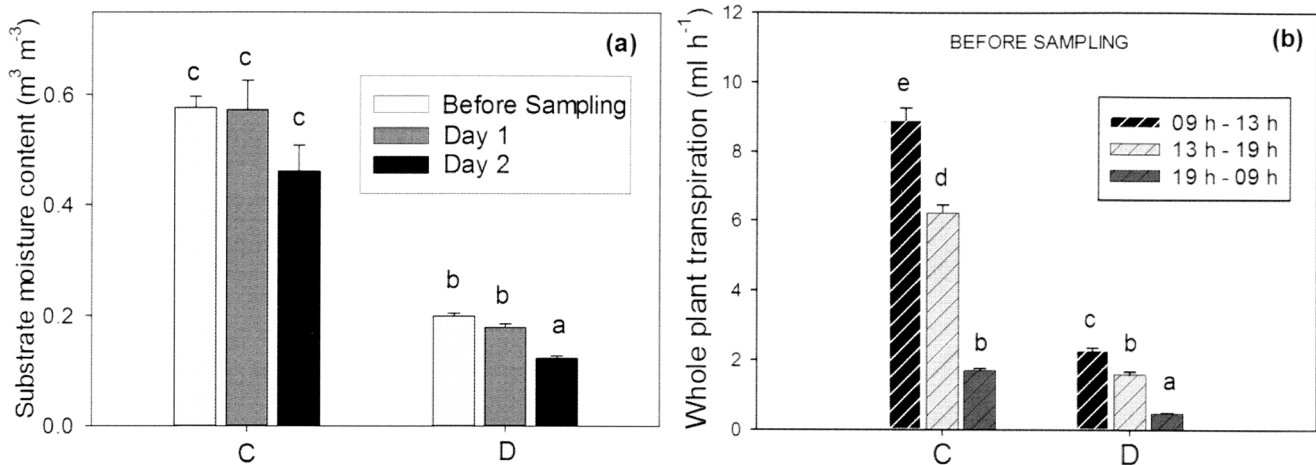 (a)
Substrate moisture content (m³ m⁻³)
0.6
0.4
0.2
0.0
c
c
c
b
b
a
Before Sampling
Day 1
Day 2
C
D
(b)
BEFORE SAMPLING
Whole plant transpiration (ml h⁻¹)
12
10
8
6
4
2
0
e
d
b
c
b
a
09 h - 13 h
13 h - 19 h
19 h - 09 h
C
D